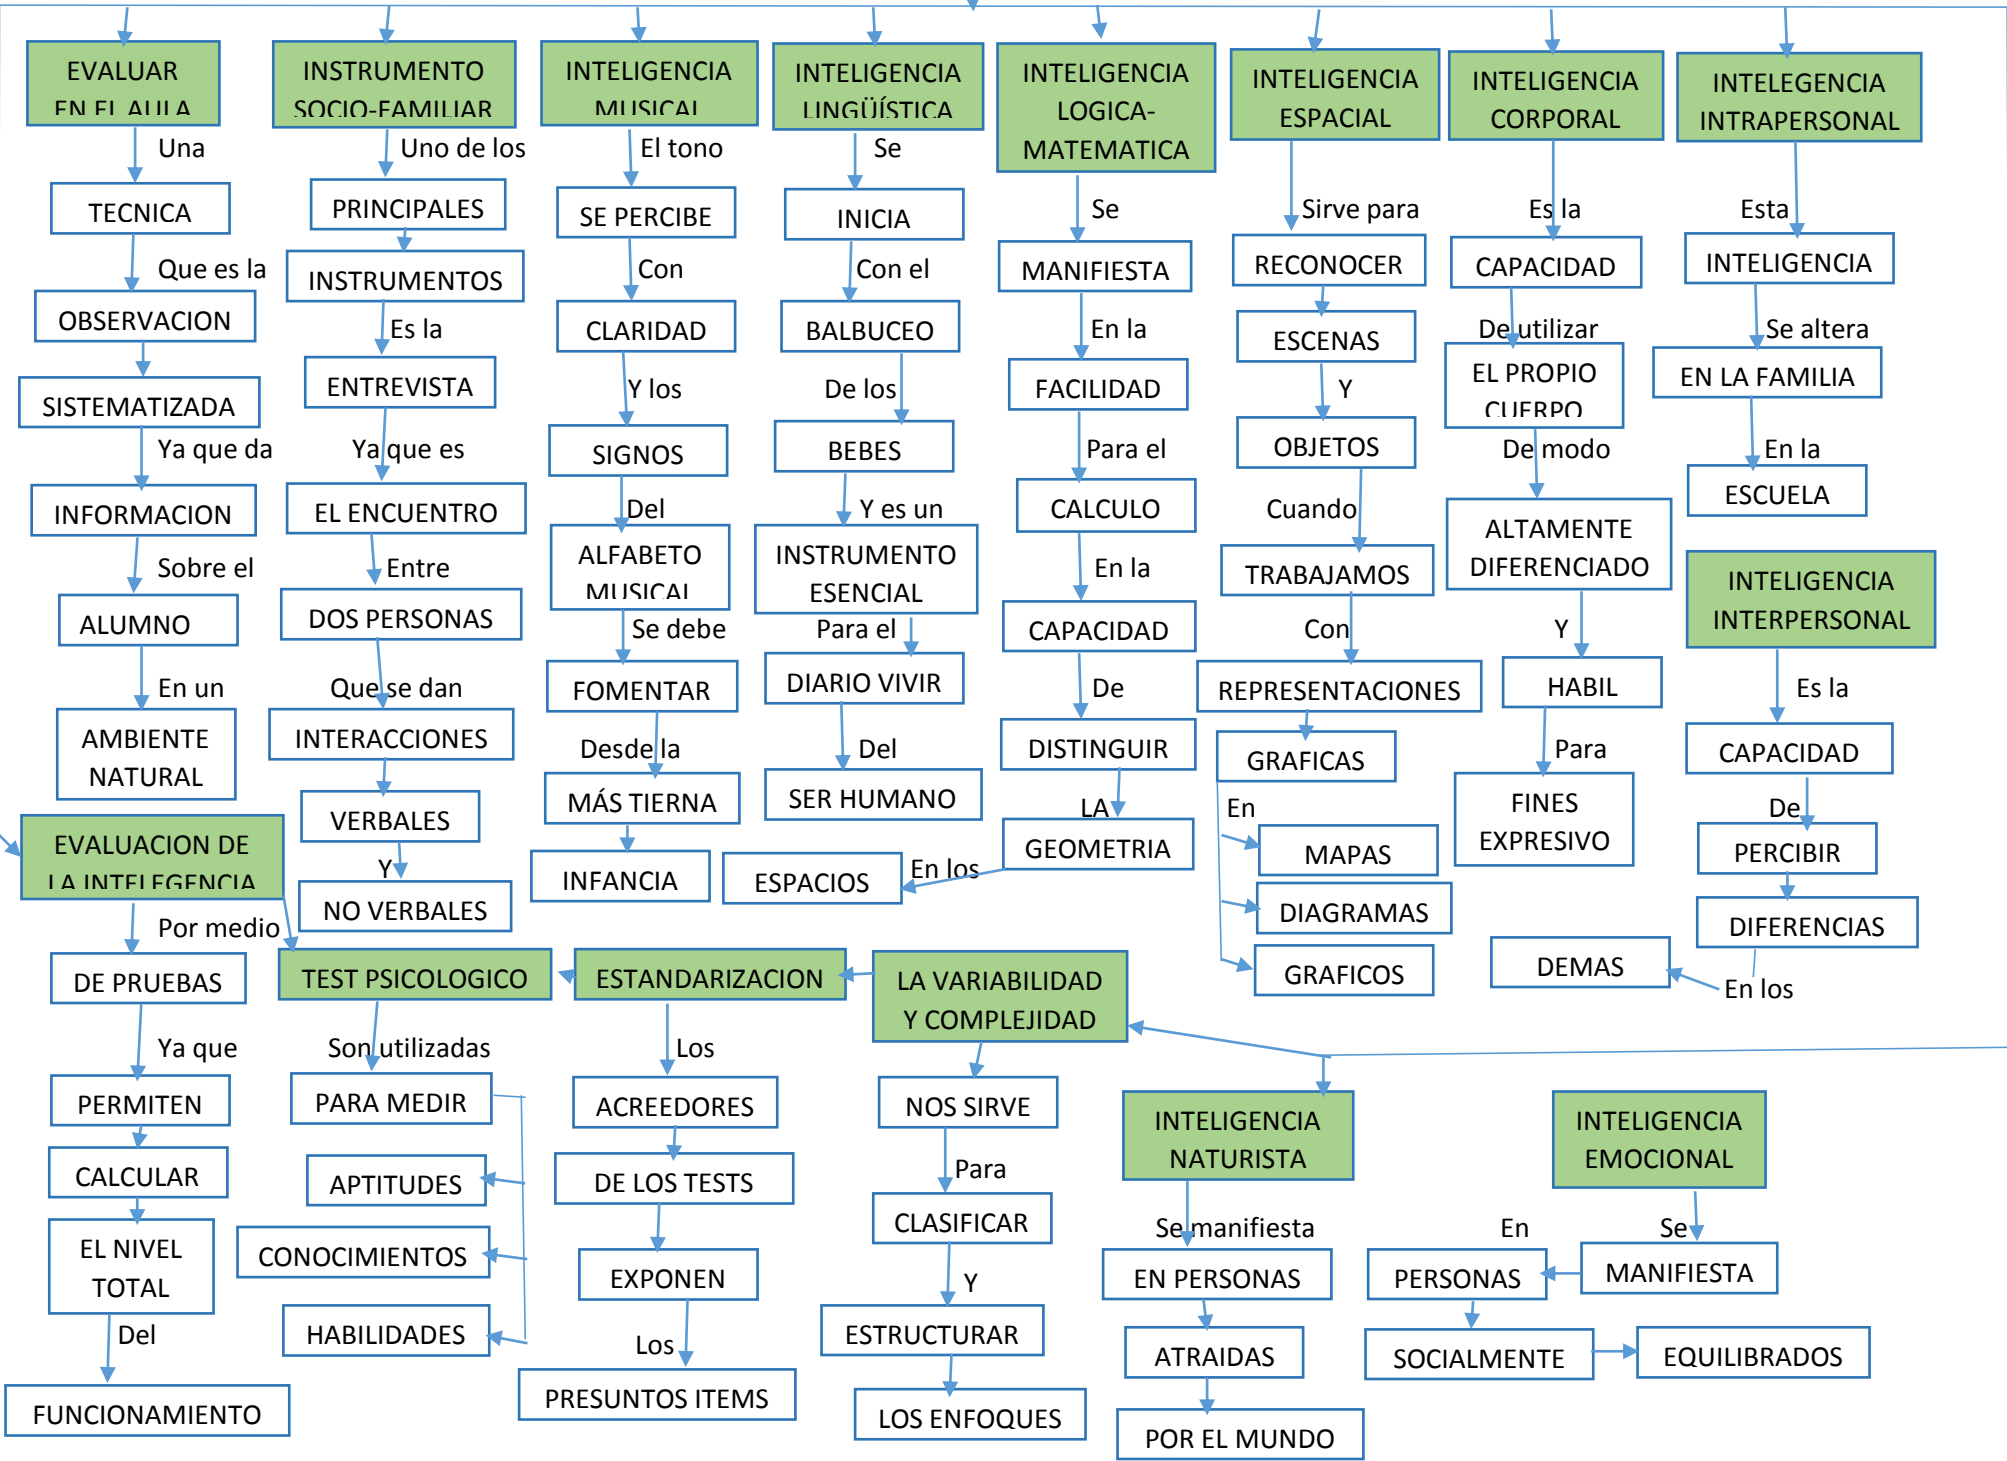 EVALUAR
EN EL AULA
Una
TECNICA
Que es la
OBSERVACION
SISTEMATIZADA
Ya que da
INFORMACION
Sobre el
ALUMNO
En un
AMBIENTE
NATURAL
INSTRUMENTO
SOCIO-FAMILIAR
Uno de los
PRINCIPALES
INSTRUMENTOS
Es la
ENTREVISTA
Ya que es
EL ENCUENTRO
Entre
DOS PERSONAS
Que se dan
INTERACCIONES
VERBALES
Y
NO VERBALES
INTELIGENCIA
MUSICAL
El tono
SE PERCIBE
Con
CLARIDAD
Y los
SIGNOS
Del
ALFABETO
MUSICAL
Se debe
FOMENTAR
Desde la
MÁS TIERNA
INFANCIA
INTELIGENCIA
LINGÜÍSTICA
Se
INICIA
Con el
BALBUCEO
De los
BEBES
Y es un
INSTRUMENTO
ESENCIAL
Para el
DIARIO VIVIR
Del
SER HUMANO
INTELIGENCIA
LOGICA-
MATEMATICA
Se
MANIFIESTA
En la
FACILIDAD
Para el
CALCULO
En la
CAPACIDAD
De
DISTINGUIR
LA
GEOMETRIA
En los
ESPACIOS
INTELIGENCIA
ESPACIAL
Sirve para
RECONOCER
ESCENAS
Y
OBJETOS
Cuando
TRABAJAMOS
Con
REPRESENTACIONES
GRAFICAS
En
MAPAS
DIAGRAMAS
GRAFICOS
INTELIGENCIA
CORPORAL
Es la
CAPACIDAD
De utilizar
EL PROPIO
CUERPO
De modo
ALTAMENTE
DIFERENCIADO
Y
HABIL
Para
FINES
EXPRESIVO
INTELEGENCIA
INTRAPERSONAL
Esta
INTELIGENCIA
Se altera
EN LA FAMILIA
En la
ESCUELA
INTELIGENCIA
INTERPERSONAL
Es la
CAPACIDAD
De
PERCIBIR
DIFERENCIAS
En los
DEMAS
EVALUACION DE
LA INTELEGENCIA
Por medio
DE PRUEBAS
Ya que
PERMITEN
CALCULAR
EL NIVEL
TOTAL
Del
FUNCIONAMIENTO
TEST PSICOLOGICO
Son utilizadas
PARA MEDIR
APTITUDES
CONOCIMIENTOS
HABILIDADES
ESTANDARIZACION
Los
ACREEDORES
DE LOS TESTS
EXPONEN
Los
PRESUNTOS ITEMS
LA VARIABILIDAD
Y COMPLEJIDAD
NOS SIRVE
Para
CLASIFICAR
Y
ESTRUCTURAR
LOS ENFOQUES
INTELIGENCIA
NATURISTA
Se manifiesta
EN PERSONAS
ATRAIDAS
POR EL MUNDO
INTELIGENCIA
EMOCIONAL
Se
MANIFIESTA
En
PERSONAS
SOCIALMENTE
EQUILIBRADOS